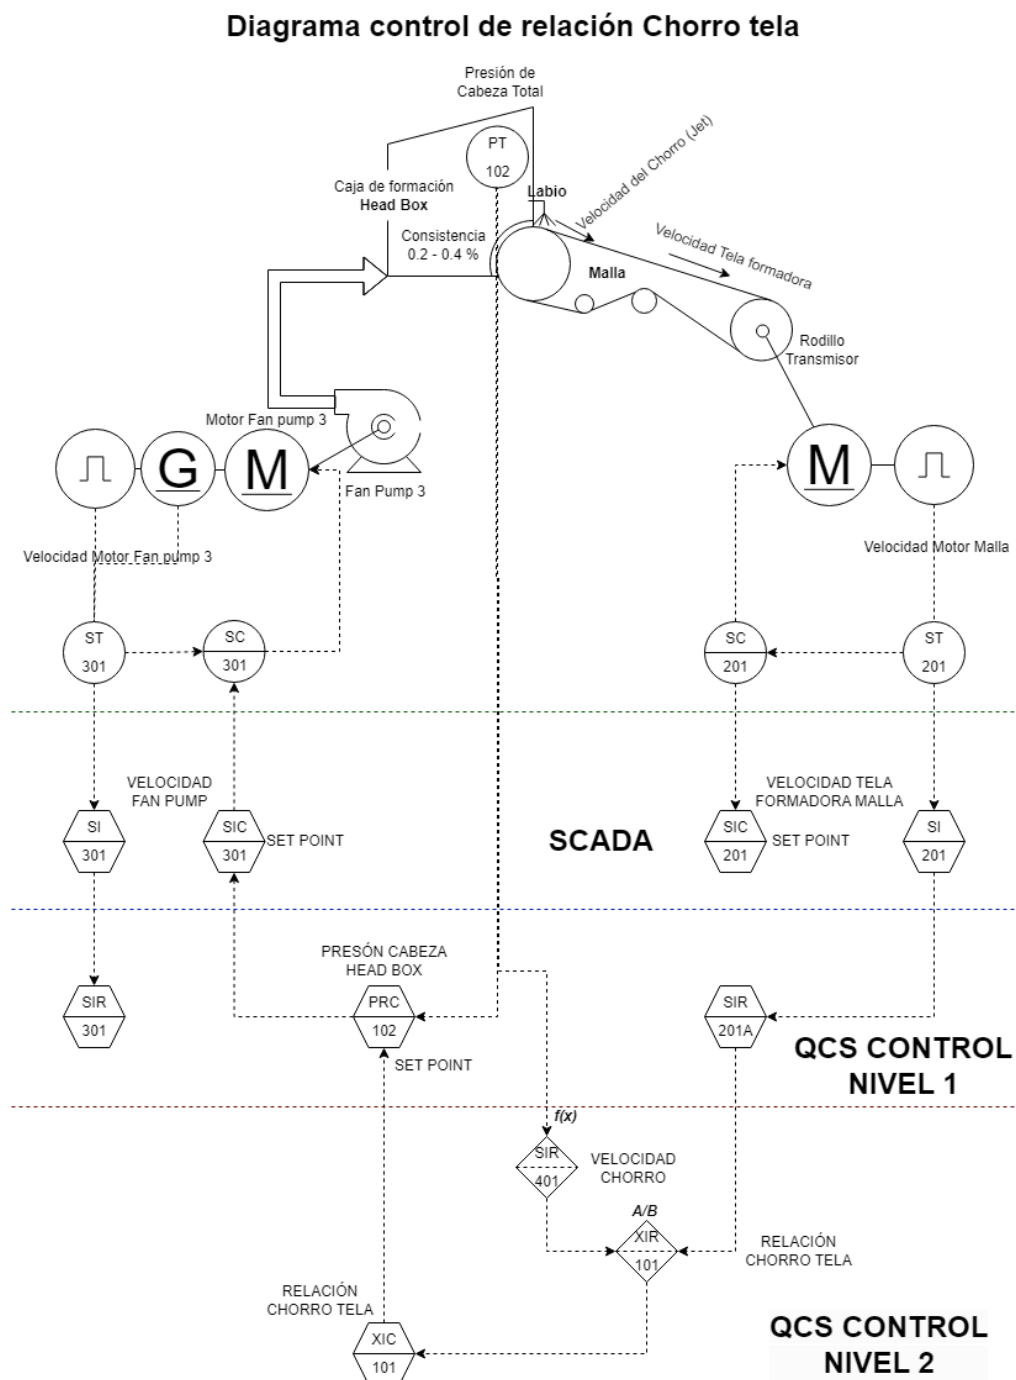 Diagrama control de relación Chorro tela
Presión de
Cabeza Total
PT
102
Velocidad del Chorro (Jet)
Caja de formación
Head Box
Labio
Consistencia
0.2 - 0.4 %
Velocidad Tela formadora
Malla
Rodillo
Transmisor
Motor Fan pump 3
G
M
Fan Pump 3
M
Velocidad Motor Fan pump 3
Velocidad Motor Malla
ST
301
SC
301
SC
201
ST
201
VELOCIDAD
FAN PUMP
VELOCIDAD TELA
FORMADORA MALLA
SI
301
SIC
301
SET POINT
SCADA
SIC
201
SET POINT
SI
201
PRESÓN CABEZA
HEAD BOX
SIR
301
PRC
102
SET POINT
SIR
201A
QCS CONTROL
NIVEL 1
f(x)
SIR
401
VELOCIDAD
CHORRO
A/B
XIR
101
RELACIÓN
CHORRO TELA
RELACIÓN
CHORRO TELA
XIC
101
QCS CONTROL
NIVEL 2